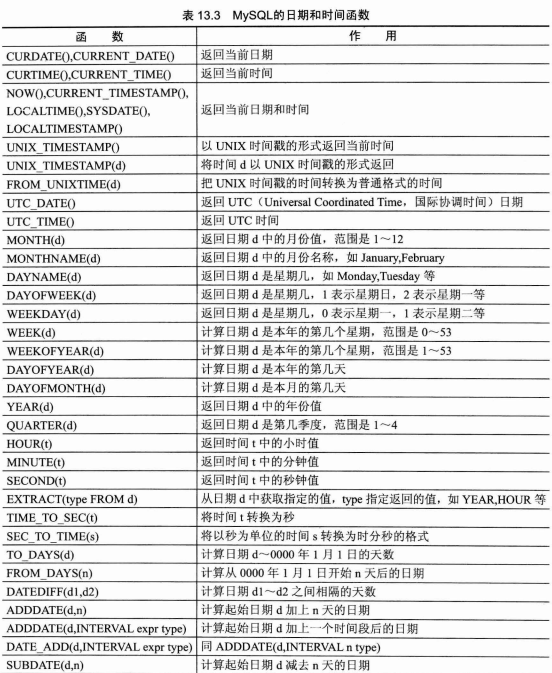 表 13.3 MySQL的日期和时间函数
函 数 作 用
CURDATE(),CURRENT_DATE() 返回当前日期
CURTIME(),CURRENT_TIME() 返回当前时间
NOW(),CURRENT_TIMESTAMP(),
LOCALTIME(),SYSDATE(),
LOCALTIMESTAMP()
返回当前日期和时间
UNIX_TIMESTAMP() 以 UNIX 时间戳的形式返回当前时间
UNIX_TIMESTAMP(d) 将时间 d 以 UNIX 时间戳的形式返回
FROM_UNIXTIME(d) 把 UNIX 时间戳的时间转换为普通格式的时间
UTC_DATE() 返回 UTC（Universal Coordinated Time，国际协调时间）日期
UTC_TIME() 返回 UTC 时间
MONTH(d) 返回日期 d 中的月份值，范围是 1～12
MONTHNAME(d) 返回日期 d 中的月份名称，如 January,February
DAYNAME(d) 返回日期 d 是星期几，如 Monday,Tuesday 等
DAYOFWEEK(d) 返回日期 d 是星期几，1 表示星期日，2 表示星期一等
WEEKDAY(d) 返回日期 d 是星期几，0 表示星期一，1 表示星期二等
WEEK(d) 计算日期 d 是本年的第几个星期，范围是 0～53
WEEKOFYEAR(d) 计算日期 d 是本年的第几个星期，范围是 1～53
DAYOFYEAR(d) 计算日期 d 是本年的第几天
DAYOFMONTH(d) 计算日期 d 是本月的第几天
YEAR(d) 返回日期 d 中的年份值
QUARTER(d) 返回日期 d 是第几季度，范围是 1～4
HOUR(t) 返回时间 t 中的小时值
MINUTE(t) 返回时间 t 中的分钟值
SECOND(t) 返回时间 t 中的秒钟值
EXTRACT(type FROM d) 从日期 d 中获取指定的值，type 指定返回的值，如 YEAR,HOUR 等
TIME_TO_SEC(t) 将时间 t 转换为秒
SEC_TO_TIME(s) 将以秒为单位的时间 s 转换为时分秒的格式
TO_DAYS(d) 计算日期 d～0000 年 1 月 1 日的天数
FROM_DAYS(n) 计算从 0000 年 1 月 1 日开始 n 天后的日期
DATEDIFF(d1,d2) 计算日期 d1～d2 之间相隔的天数
ADDDATE(d,n) 计算起始日期 d 加上 n 天的日期
ADDDATE(d,INTERVAL expr type) 计算起始日期 d 加上一个时间段后的日期
DATE_ADD(d,INTERVAL expr type) 同 ADDDATE(d,INTERVAL n type)
SUBDATE(d,n) 计算起始日期 d 减去 n 天的日期